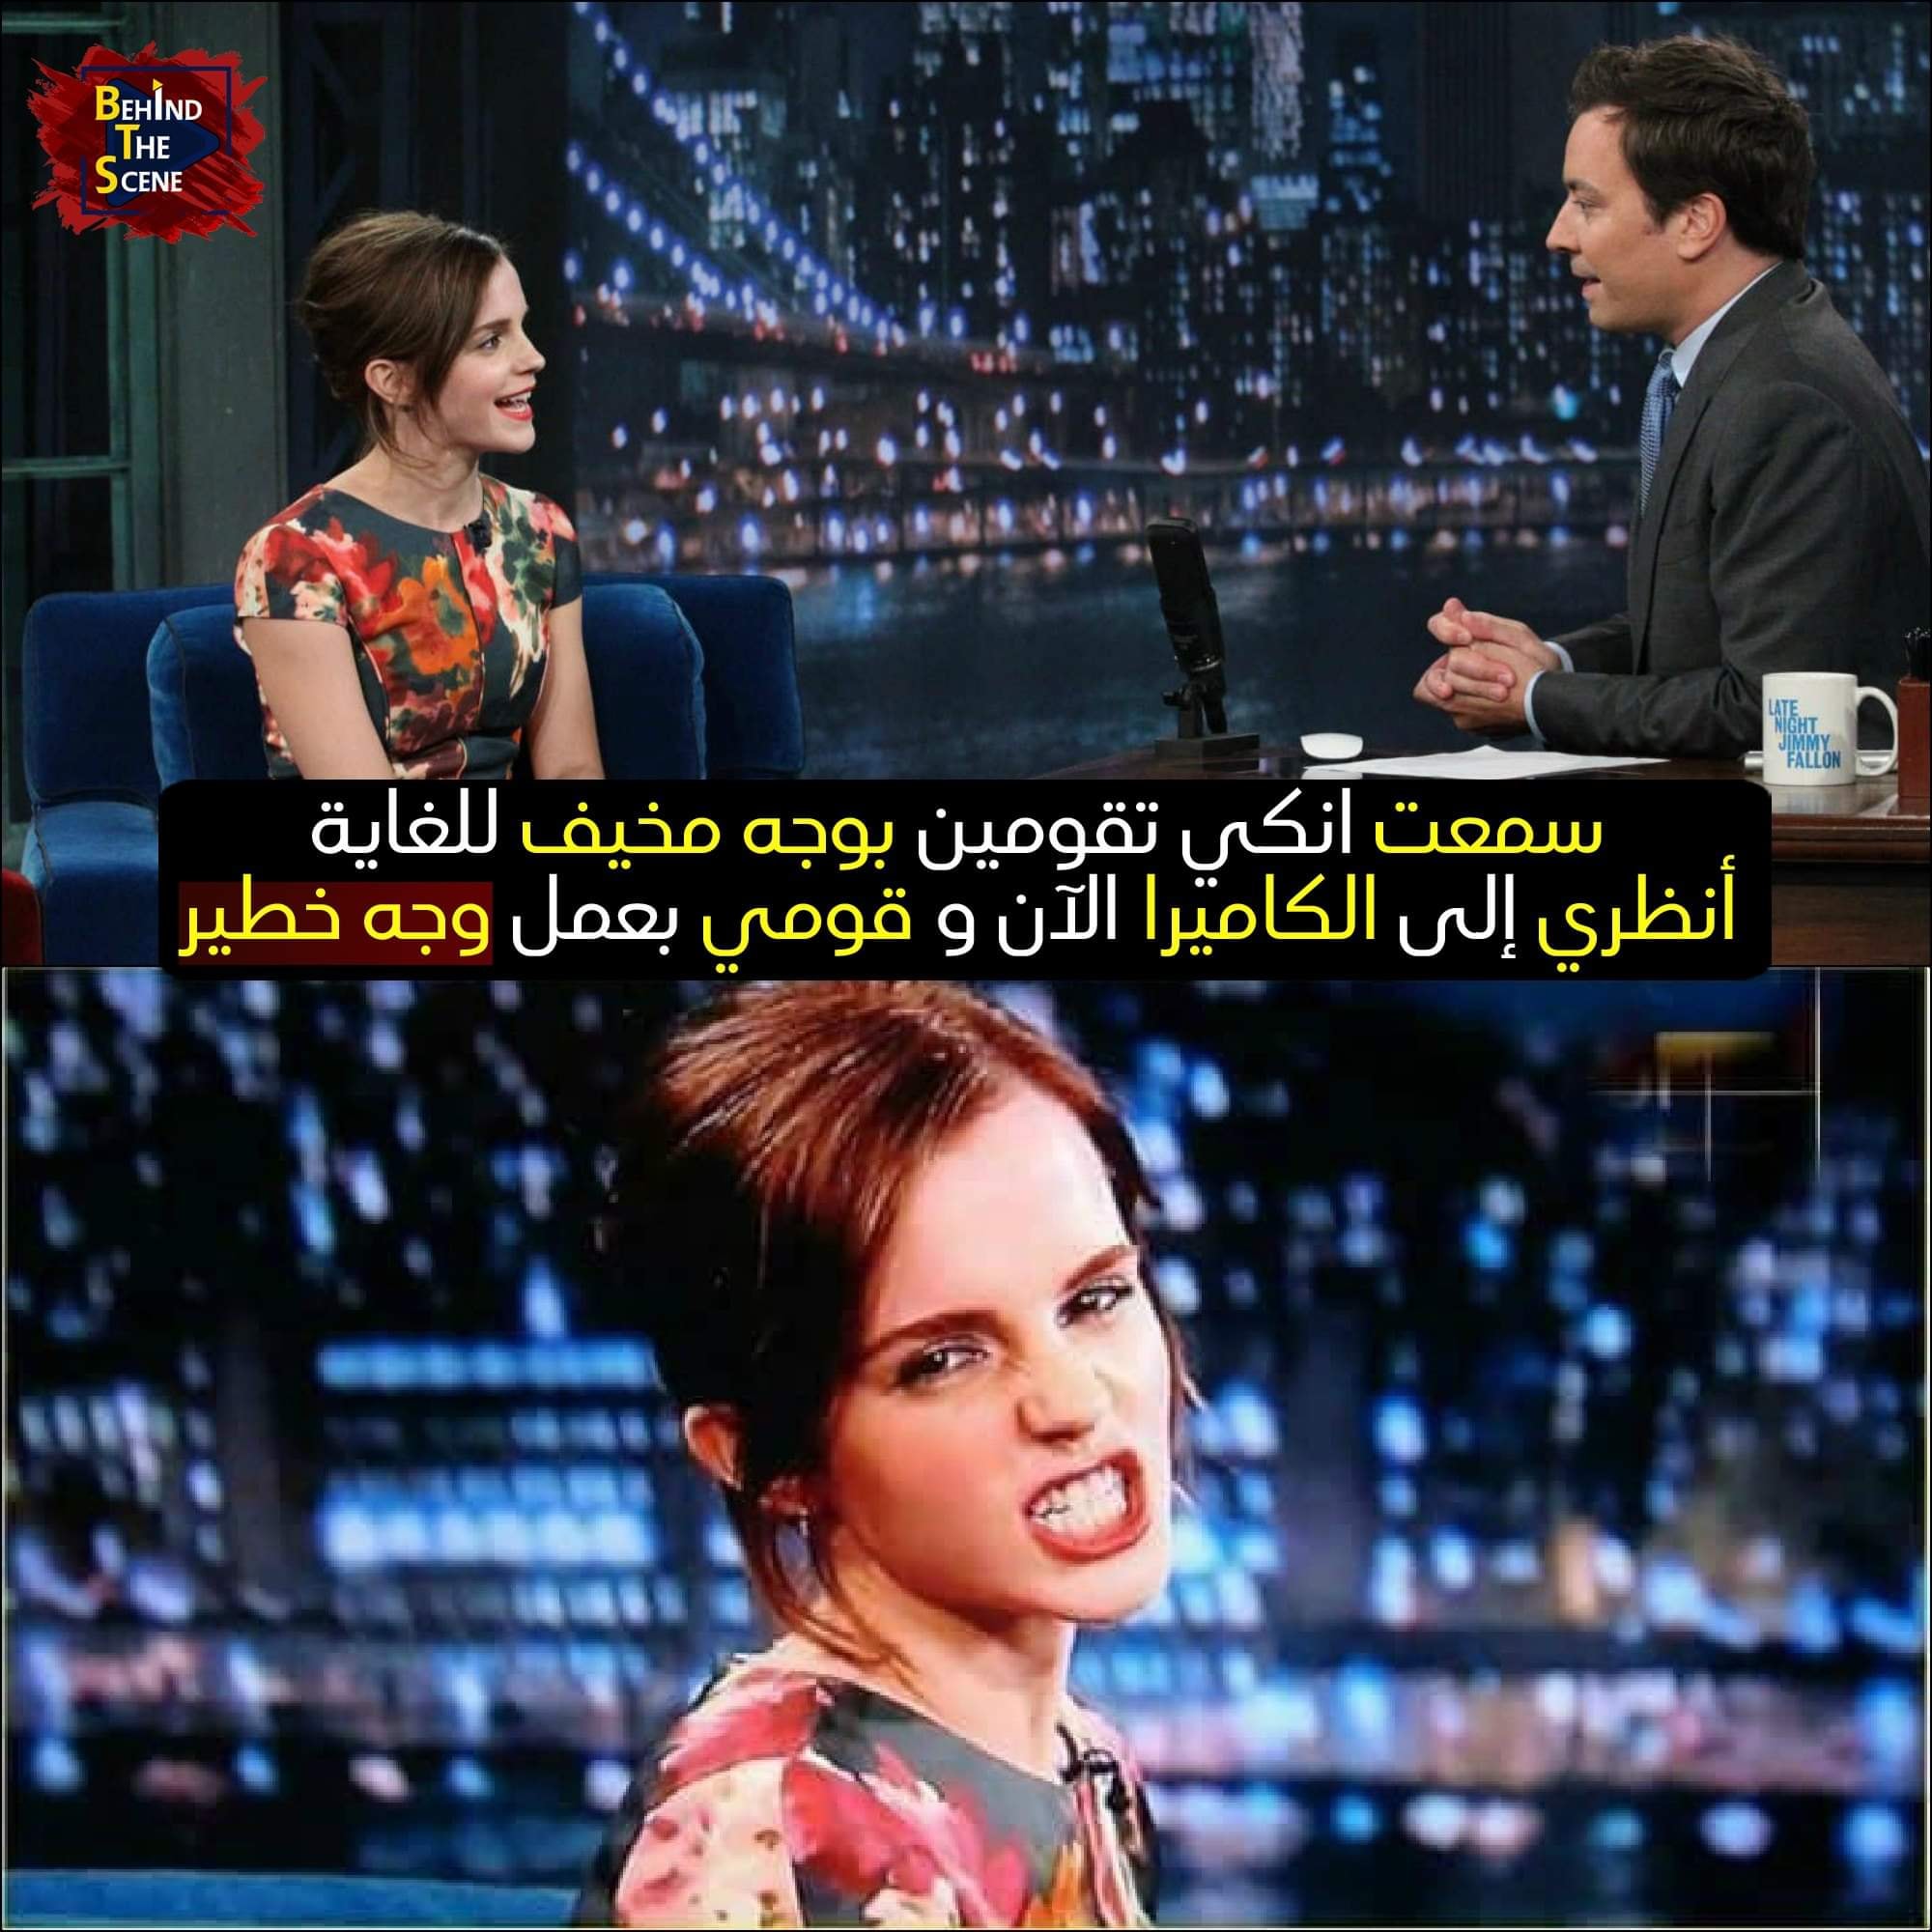 BEHIND
THE
SCENE
LATE
NIGHT
JIMMY
FALLON
سمعت انكي تقومين بوجه مخيف للغاية
أنظري إلى الكاميرا الآن و قومي بعمل وجه خطير